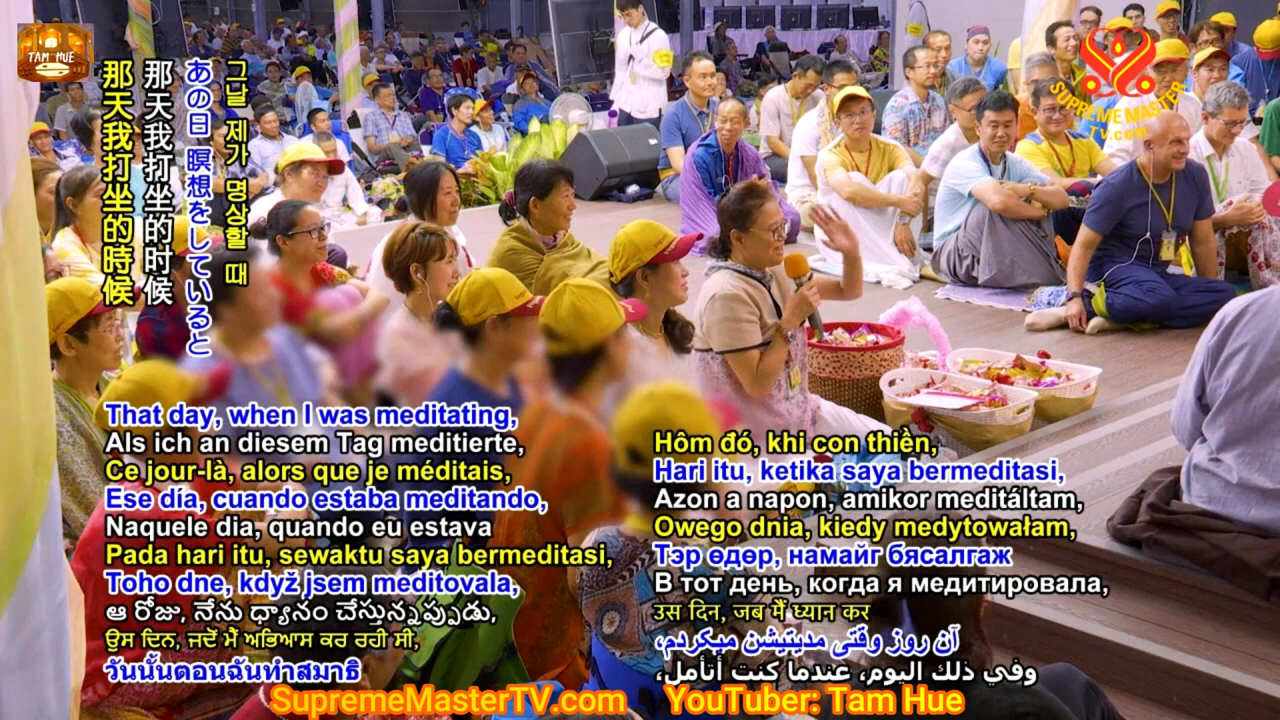 TAM HUE
SUPREME MASTER
TV.com
그날 제가 명상할 때
あの日 瞑想をしていると
那天我打坐的时候
那天我打坐的時候
That day, when I was meditating,
Als ich an diesem Tag meditierte,
Ce jour-là, alors que je méditais,
Ese día, cuando estaba meditando,
Naquele dia, quando eu estava
Pada hari itu, sewaktu saya bermeditasi,
Toho dne, když jsem meditovala,
ఆ రోజు, నేను ధ్యానం చేస్తున్నప్పుడు,
ਉਸ ਦਿਨ, ਜਦੋਂ ਮੈਂ ਅਭਿਆਸ ਕਰ ਰਹੀ ਸੀ,
วันนั้นตอนฉันทำสมาธิ
Hôm đó, khi con thiền,
Hari itu, ketika saya bermeditasi,
Azon a napon, amikor meditáltam,
Owego dnia, kiedy medytowałam,
Тэр өдөр, намайг бясалгаж
В тот день, когда я медитировала,
उस दिन, जब मैं ध्यान कर
آن روز وقتی مدیتیشن میکردم،
وفي ذلك اليوم، عندما كنت أتأمل،
SupremeMasterTV.com YouTuber: Tam Hue